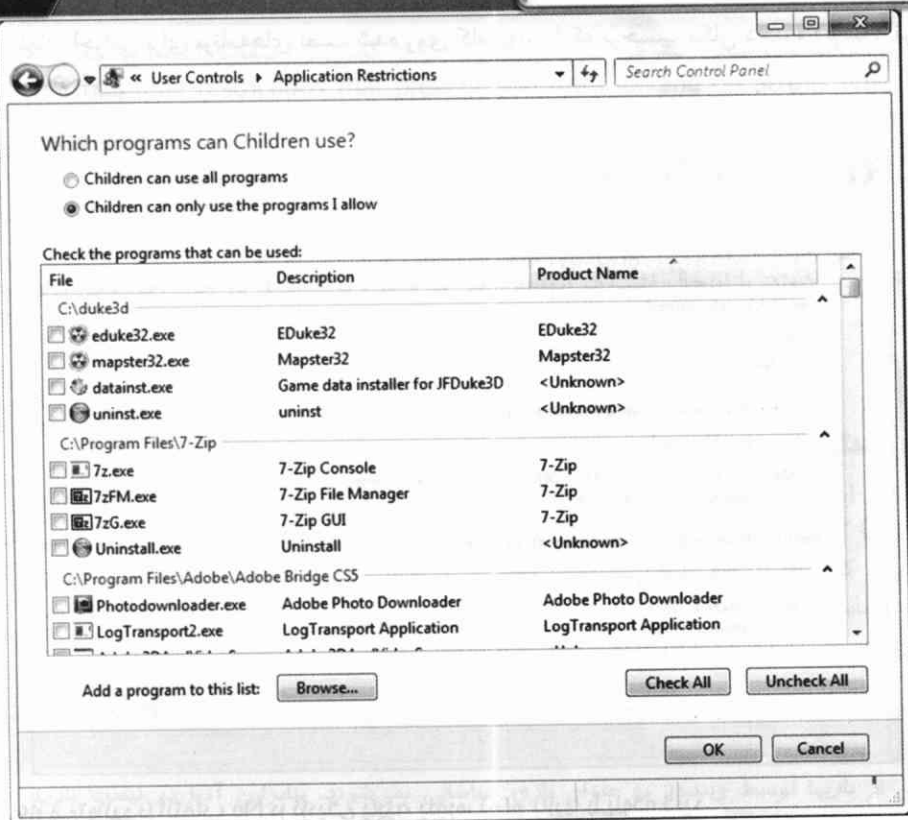 « User Controls ▸ Application Restrictions Search Control Panel
Which programs can Children use?
Children can use all programs
Children can only use the programs I allow
Check the programs that can be used:
File Description Product Name
C:\duke3d
eduke32.exe EDuke32 EDuke32
mapster32.exe Mapster32 Mapster32
datainst.exe Game data installer for JFDuke3D <Unknown>
uninst.exe uninst <Unknown>
C:\Program Files\7-Zip
7z.exe 7-Zip Console 7-Zip
7zFM.exe 7-Zip File Manager 7-Zip
7zG.exe 7-Zip GUI 7-Zip
Uninstall.exe Uninstall <Unknown>
C:\Program Files\Adobe\Adobe Bridge CS5
Photodownloader.exe Adobe Photo Downloader Adobe Photo Downloader
LogTransport2.exe LogTransport Application LogTransport Application
Add a program to this list: Browse... Check All Uncheck All
OK Cancel